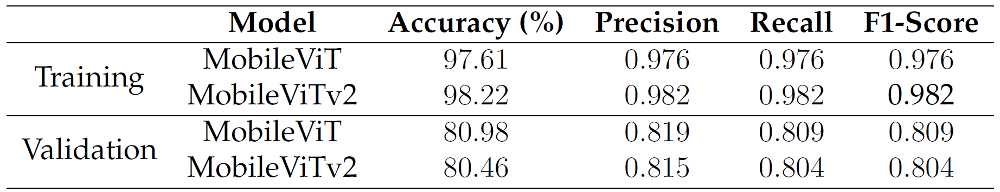 Model Accuracy (%) Precision Recall F1-Score
Training MobileViT 97.61 0.976 0.976 0.976
MobileViTv2 98.22 0.982 0.982 0.982
Validation MobileViT 80.98 0.819 0.809 0.809
MobileViTv2 80.46 0.815 0.804 0.804